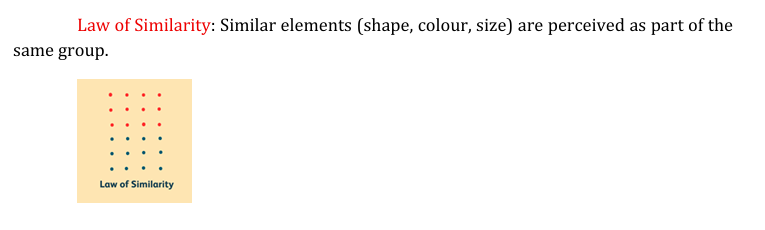 Law of Similarity: Similar elements (shape, colour, size) are perceived as part of the
same group.
Law of Similarity